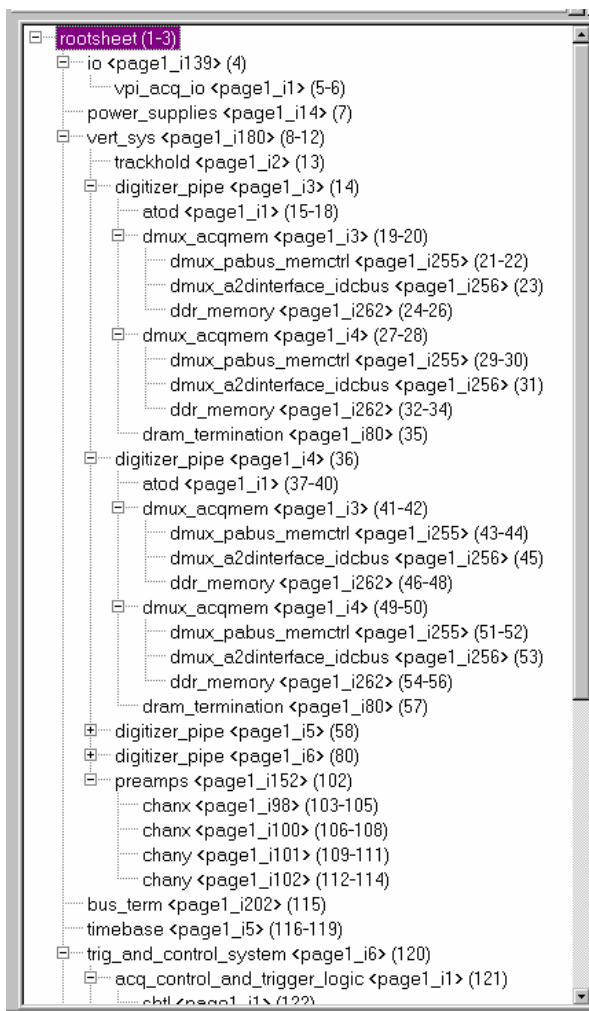 rootsheet (1-3)
io <page1_i139> (4)
vpi_acq_io <page1_i1> (5-6)
power_supplies <page1_i14> (7)
vert_sys <page1_i180> (8-12)
trackhold <page1_i2> (13)
digitizer_pipe <page1_i3> (14)
atod <page1_i1> (15-18)
dmux_acqmem <page1_i3> (19-20)
dmux_pabus_memctrl <page1_i255> (21-22)
dmux_a2dinterface_idcbus <page1_i256> (23)
ddr_memory <page1_i262> (24-26)
dmux_acqmem <page1_i4> (27-28)
dmux_pabus_memctrl <page1_i255> (29-30)
dmux_a2dinterface_idcbus <page1_i256> (31)
ddr_memory <page1_i262> (32-34)
dram_termination <page1_i80> (35)
digitizer_pipe <page1_i4> (36)
atod <page1_i1> (37-40)
dmux_acqmem <page1_i3> (41-42)
dmux_pabus_memctrl <page1_i255> (43-44)
dmux_a2dinterface_idcbus <page1_i256> (45)
ddr_memory <page1_i262> (46-48)
dmux_acqmem <page1_i4> (49-50)
dmux_pabus_memctrl <page1_i255> (51-52)
dmux_a2dinterface_idcbus <page1_i256> (53)
ddr_memory <page1_i262> (54-56)
dram_termination <page1_i80> (57)
digitizer_pipe <page1_i5> (58)
digitizer_pipe <page1_i6> (80)
preamps <page1_i152> (102)
chanx <page1_i98> (103-105)
chanx <page1_i100> (106-108)
chany <page1_i101> (109-111)
chany <page1_i102> (112-114)
bus_term <page1_i202> (115)
timebase <page1_i5> (116-119)
trig_and_control_system <page1_i6> (120)
acq_control_and_trigger_logic <page1_i1> (121)
<page1_i1> (122)